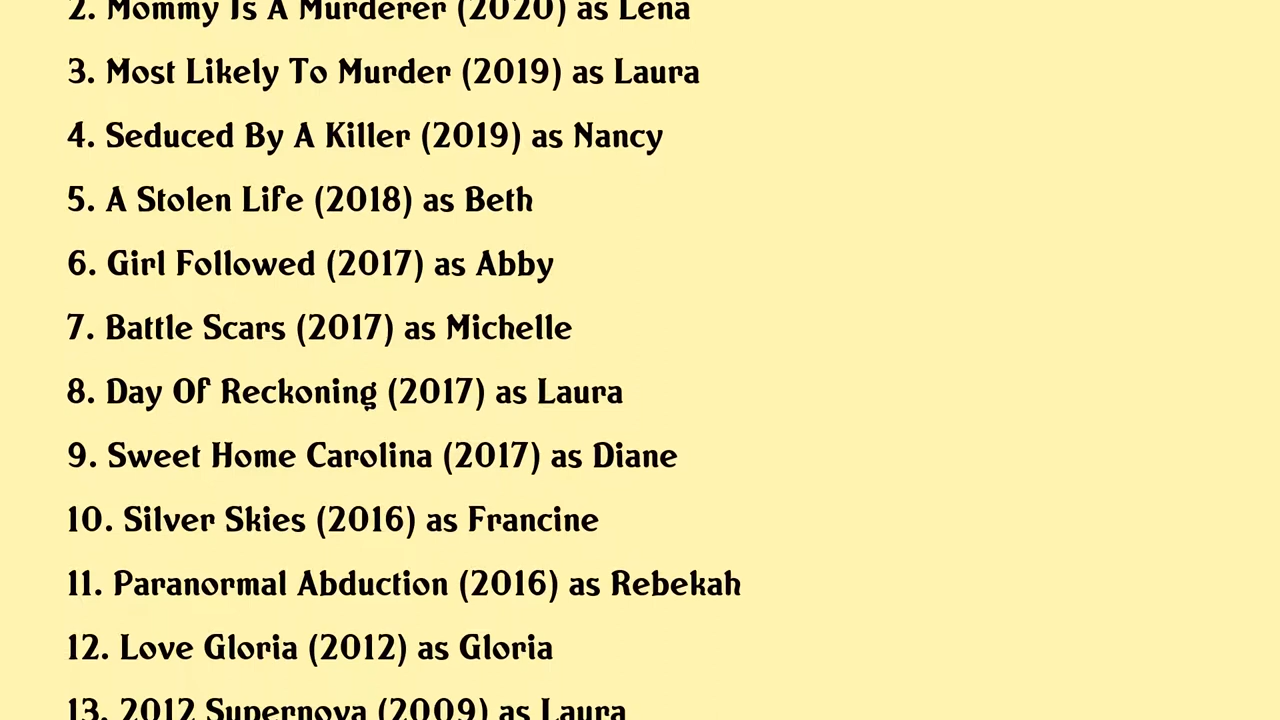 2. Mommy Is A Murderer (2020) as Lena
3. Most Likely To Murder (2019) as Laura
4. Seduced By A Killer (2019) as Nancy
5. A Stolen Life (2018) as Beth
6. Girl Followed (2017) as Abby
7. Battle Scars (2017) as Michelle
8. Day Of Reckoning (2017) as Laura
9. Sweet Home Carolina (2017) as Diane
10. Silver Skies (2016) as Francine
11. Paranormal Abduction (2016) as Rebekah
12. Love Gloria (2012) as Gloria
13. 2012 Supernova (2009) as Laura